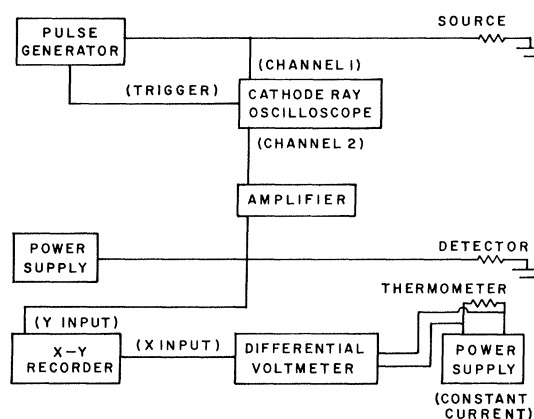 SOURCE
PULSE
GENERATOR
(CHANNEL 1)
(TRIGGER)
CATHODE RAY
OSCILLOSCOPE
(CHANNEL 2)
AMPLIFIER
POWER
SUPPLY
DETECTOR
THERMOMETER
(Y INPUT)
X-Y
RECORDER
(X INPUT)
DIFFERENTIAL
VOLTMETER
POWER
SUPPLY
(CONSTANT
CURRENT)